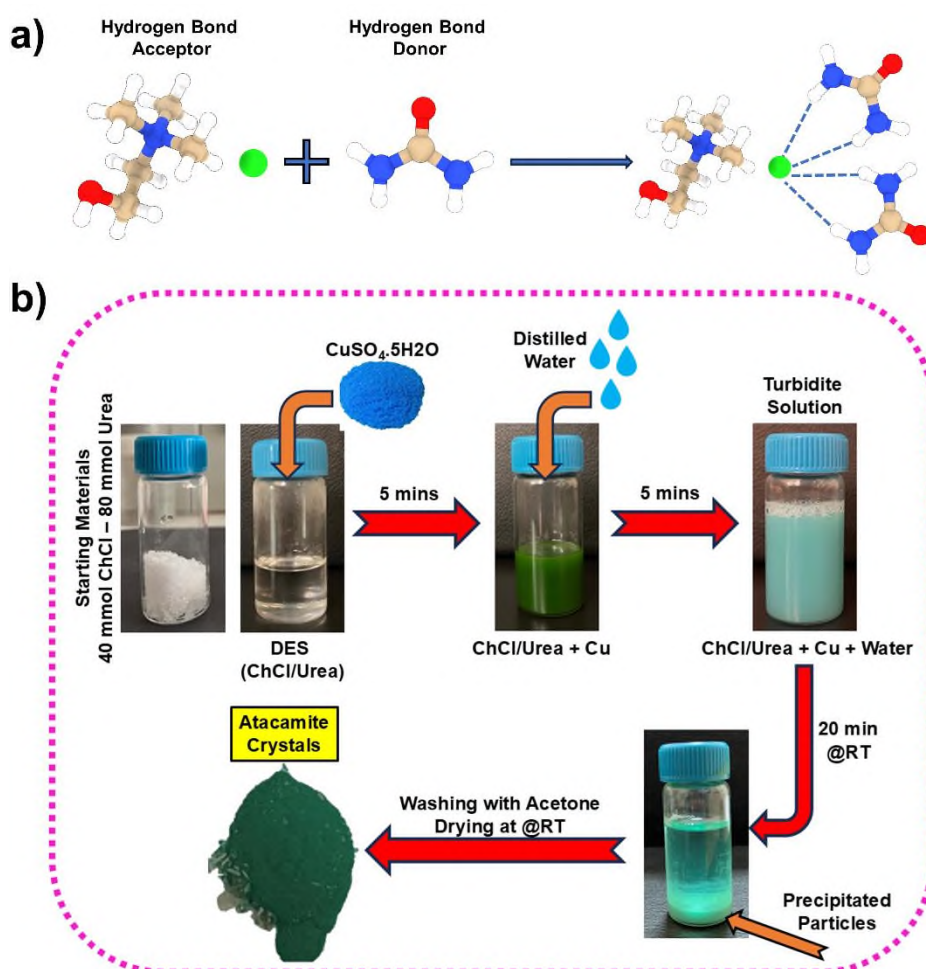 a)
Hydrogen Bond
Acceptor
Hydrogen Bond
Donor
b)
Starting Materials
40 mmol ChCl – 80 mmol Urea
CuSO₄.5H2O
DES
(ChCl/Urea)
5 mins
Distilled
Water
ChCl/Urea + Cu
5 mins
Turbidite
Solution
ChCl/Urea + Cu + Water
20 min
@RT
Precipitated
Particles
Washing with Acetone
Drying at @RT
Atacamite
Crystals